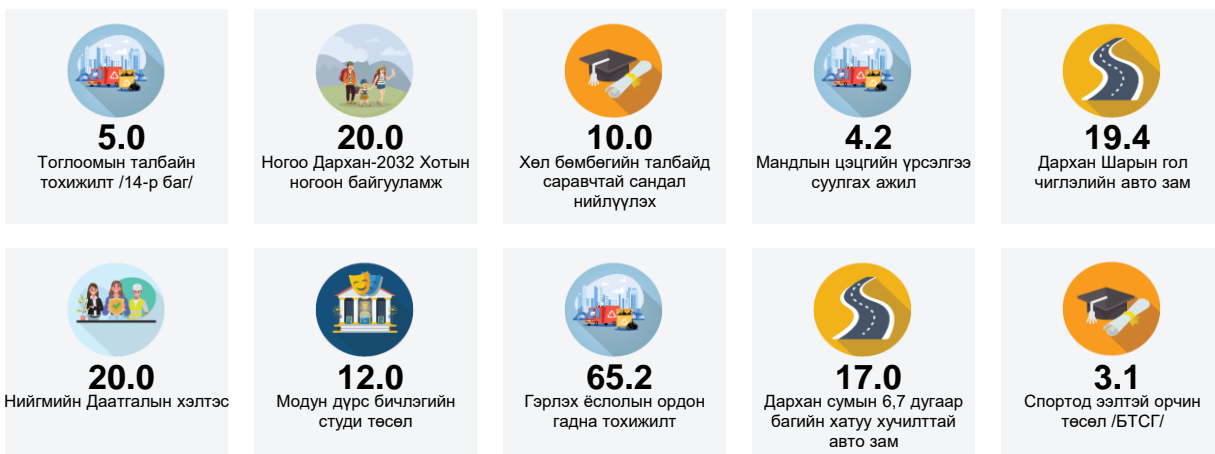 5.0
Тоглоомын талбайн
тохижилт /14-р баг/
20.0
Ногоо Дархан-2032 Хотын
ногоон байгууламж
10.0
Хөл бөмбөгийн талбайд
саравчтай сандал
нийлүүлэх
4.2
Мандлын цэцгийн үрсэлгээ
суулгах ажил
19.4
Дархан Шарын гол
чиглэлийн авто зам
20.0
Нийгмийн Даатгалын хэлтэс
12.0
Модун дүрс бичлэгийн
студи төсөл
65.2
Гэрлэх ёслолын ордон
гадна тохижилт
17.0
Дархан сумын 6,7 дугаар
багийн хатуу хучилттай
авто зам
3.1
Спортод ээлтэй орчин
төсөл /БТСГ/